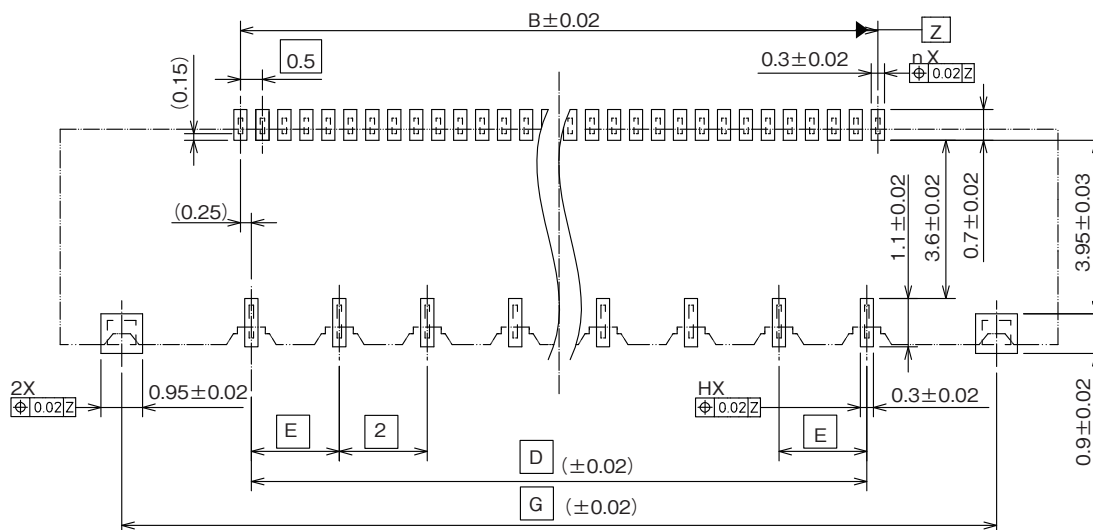 B±0.02
Z
0.5
0.3±0.02
nX
⌖ 0.02 Z
(0.15)
(0.25)
1.1±0.02
3.6±0.02
0.7±0.02
3.95±0.03
2X
⌖ 0.02 Z
0.95±0.02
HX
⌖ 0.02 Z
0.3±0.02
0.9±0.02
E
2
E
D (±0.02)
G (±0.02)